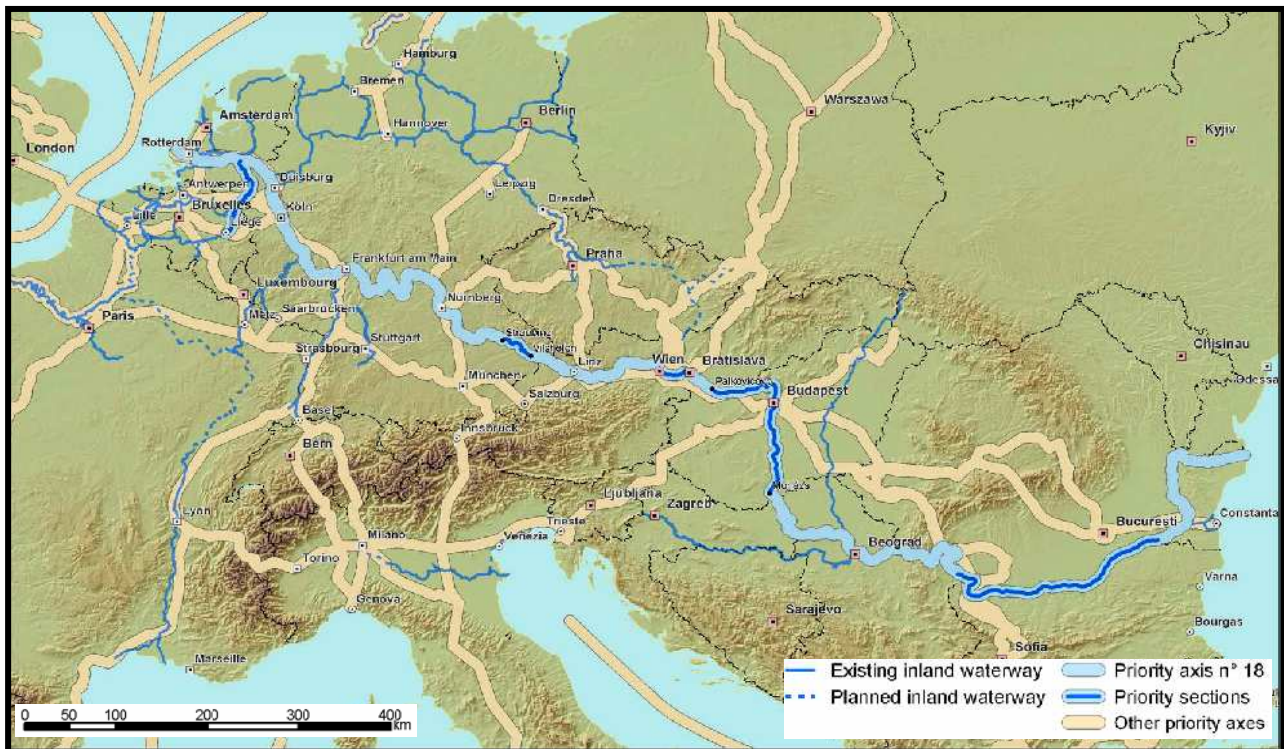 Hamburg
Bremen
Amsterdam
Berlin
Warszawa
London
Rotterdam
Hannover
Kyjiv
Antwerpen
Duisburg
Bruxelles
Leipzig
Lille
Liège
Köln
Dresden
Frankfurt am Main
Praha
Luxembourg
Nürnberg
Paris
Metz
Saarbrücken
Straubing
Chisinau
Strasbourg
Stuttgart
Vilshofen
Linz
Wien
Bratislava
Odessa
München
Palkovicovo
Budapest
Salzburg
Basel
Innsbruck
Bern
Mohács
Ljubljana
Zagreb
Lyon
Trieste
Bucuresti
Constanta
Milano
Venezia
Beograd
Torino
Varna
Genova
Sarajevo
Bourgas
Sofia
Marseille
Existing inland waterway
Priority axis n° 18
Planned inland waterway
Priority sections
Other priority axes
0 50 100 200 300 400
km